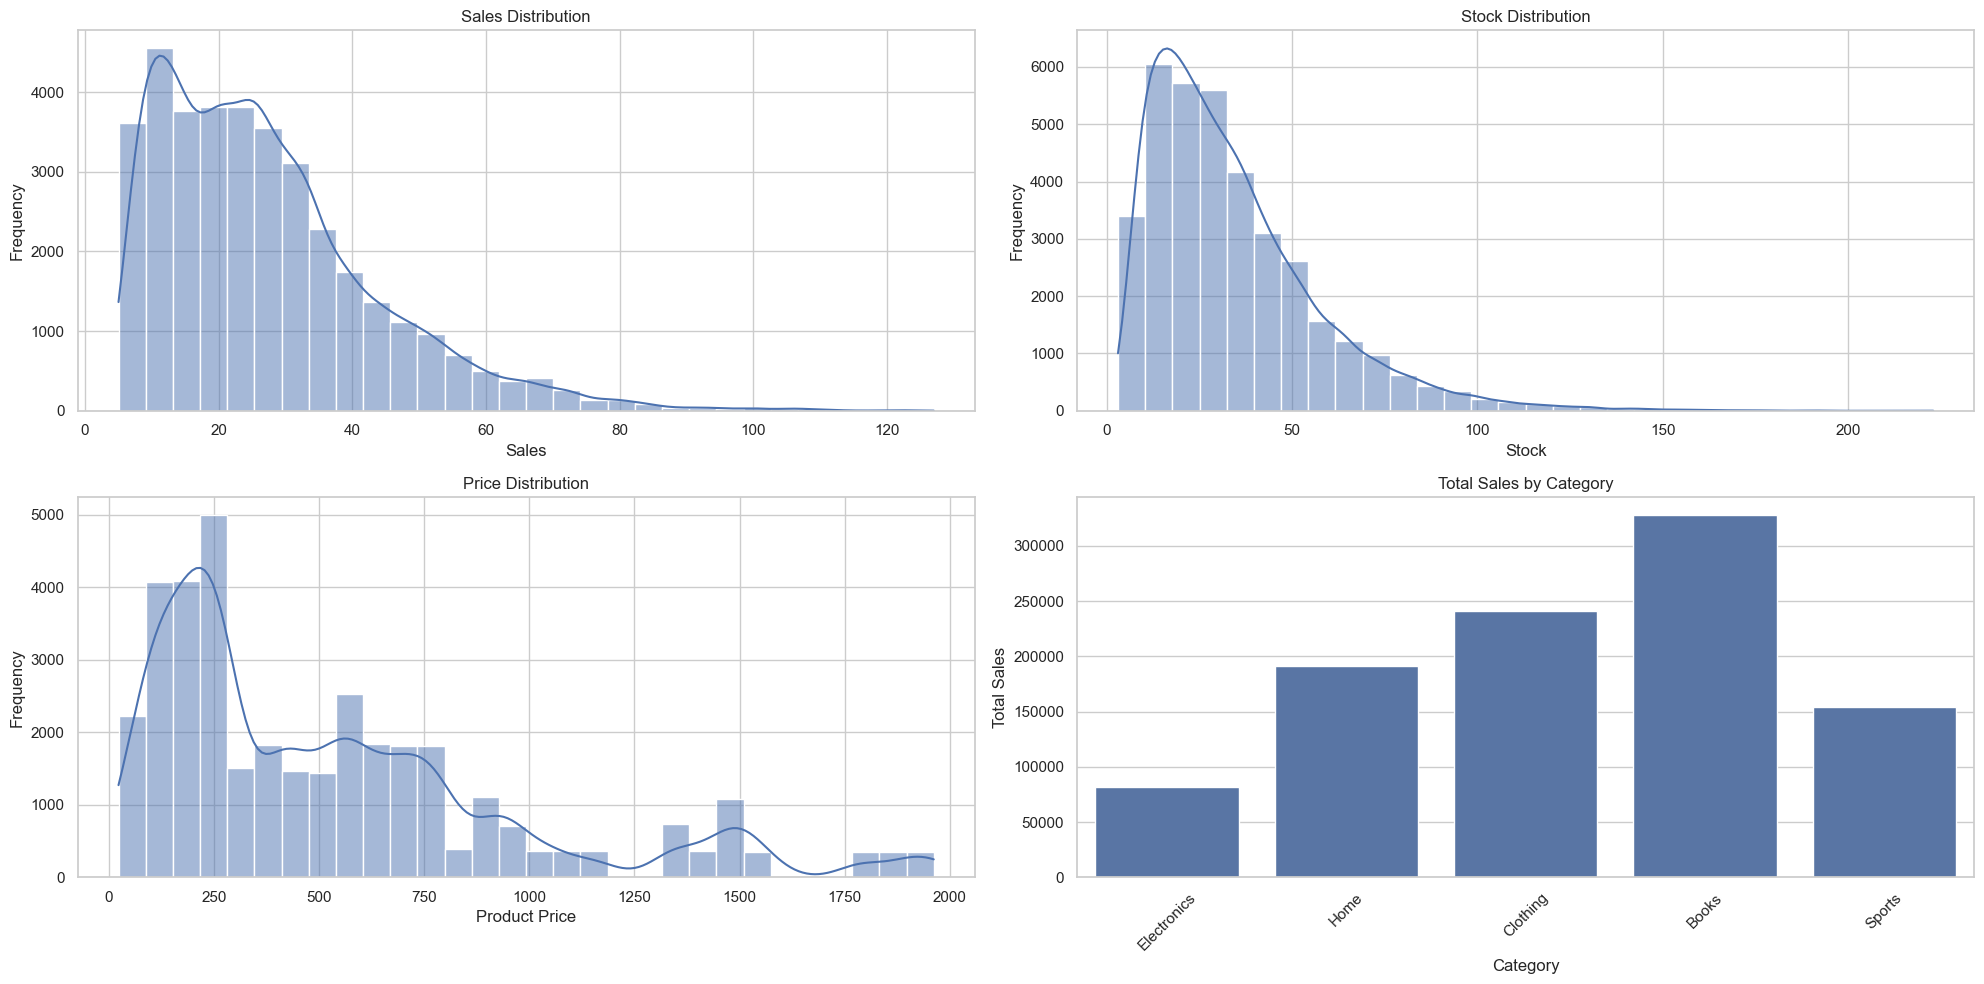 Sales Distribution
Frequency
4000
3000
2000
1000
0
0 20 40 60 80 100 120
Sales
Stock Distribution
Frequency
6000
5000
4000
3000
2000
1000
0
0 50 100 150 200
Stock
Price Distribution
Frequency
5000
4000
3000
2000
1000
0
0 250 500 750 1000 1250 1500 1750 2000
Product Price
Total Sales by Category
Total Sales
300000
250000
200000
150000
100000
50000
0
Electronics Home Clothing Books Sports
Category